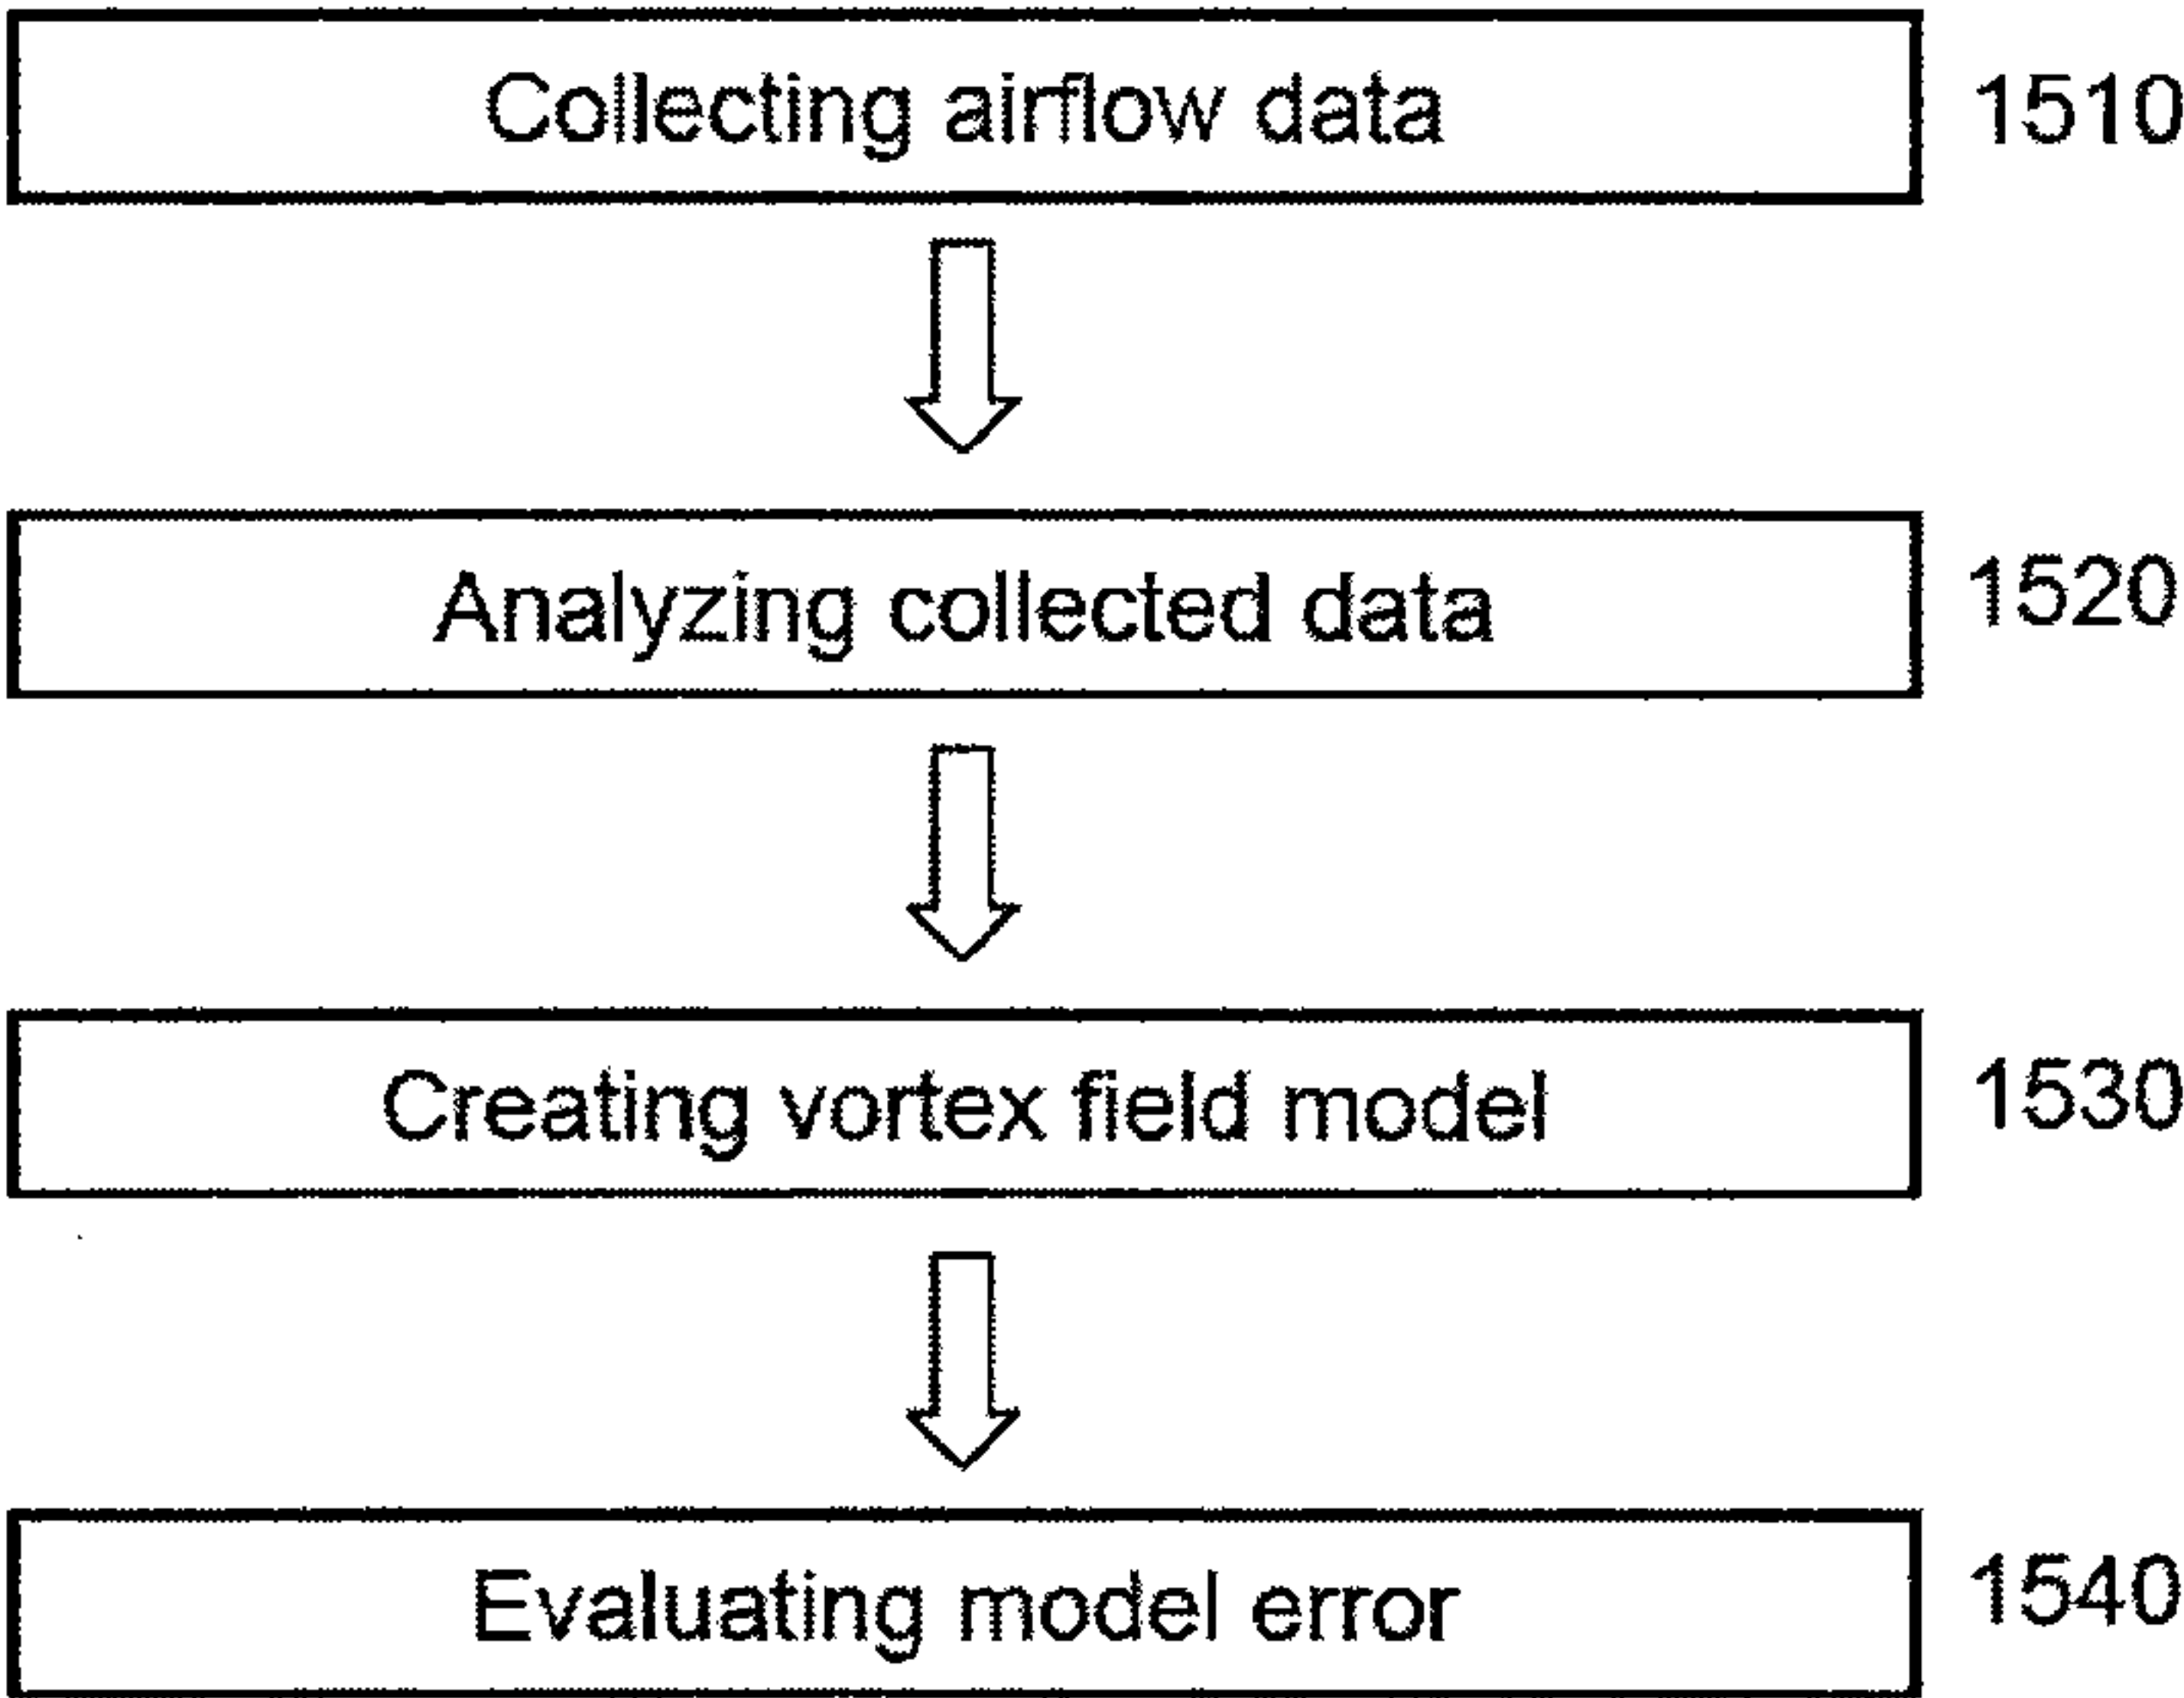 Collecting airflow data 1510
Analyzing collected data 1520
Creating vortex field model 1530
Evaluating model error 1540